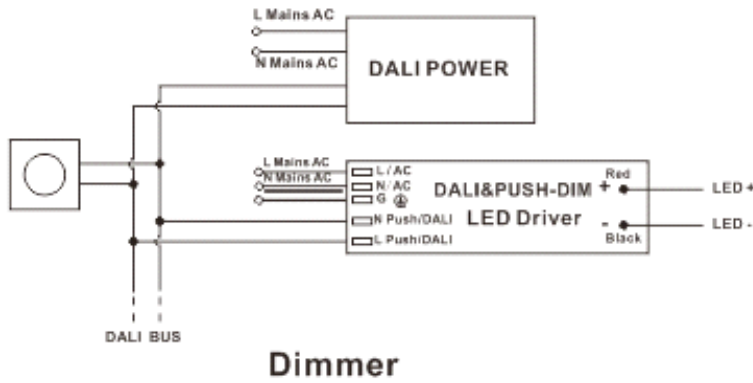 L Mains AC
N Mains AC
DALI POWER
L Mains AC
N Mains AC
L/AC
N/AC
G
N Push/DALI
L Push/DALI
DALI&PUSH-DIM
LED Driver
Red
+
-
Black
LED +
LED -
DALI BUS
Dimmer